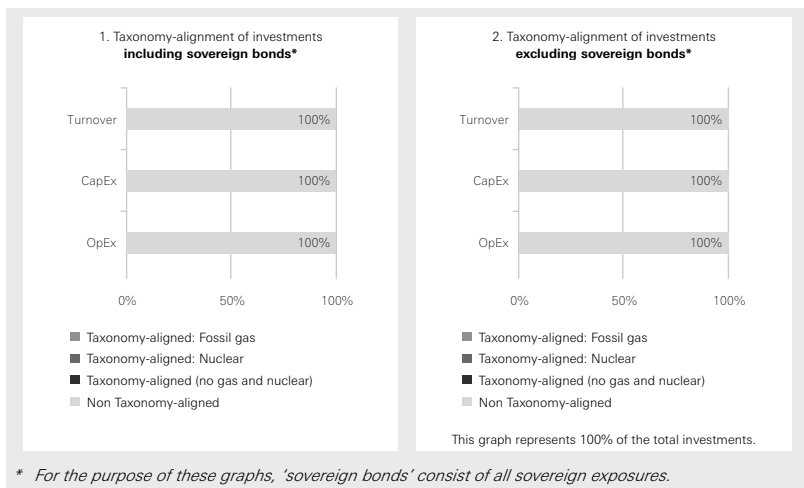 1. Taxonomy-alignment of investments
including sovereign bonds*
Turnover
100%
CapEx
100%
OpEx
100%
0%
50%
100%
Taxonomy-aligned: Fossil gas
Taxonomy-aligned: Nuclear
Taxonomy-aligned (no gas and nuclear)
Non Taxonomy-aligned
2. Taxonomy-alignment of investments
excluding sovereign bonds*
Turnover
100%
CapEx
100%
OpEx
100%
0%
50%
100%
Taxonomy-aligned: Fossil gas
Taxonomy-aligned: Nuclear
Taxonomy-aligned (no gas and nuclear)
Non Taxonomy-aligned
This graph represents 100% of the total investments.
* For the purpose of these graphs, ‘sovereign bonds’ consist of all sovereign exposures.